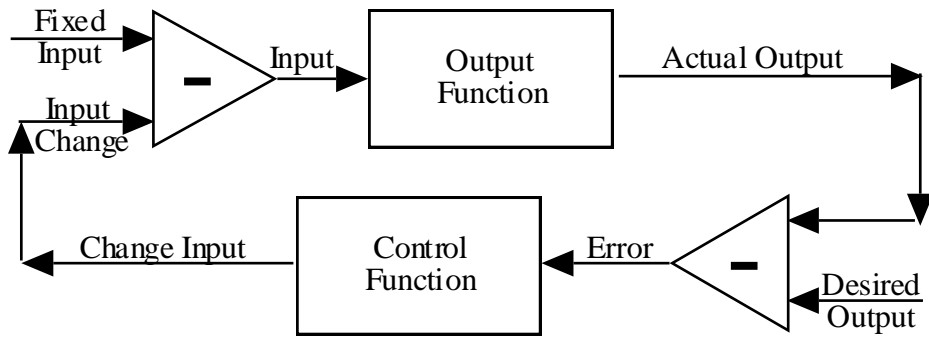 Fixed
Input
Input
Change
-
Input
Output
Function
Actual Output
Change Input
Control
Function
Error
-
Desired
Output